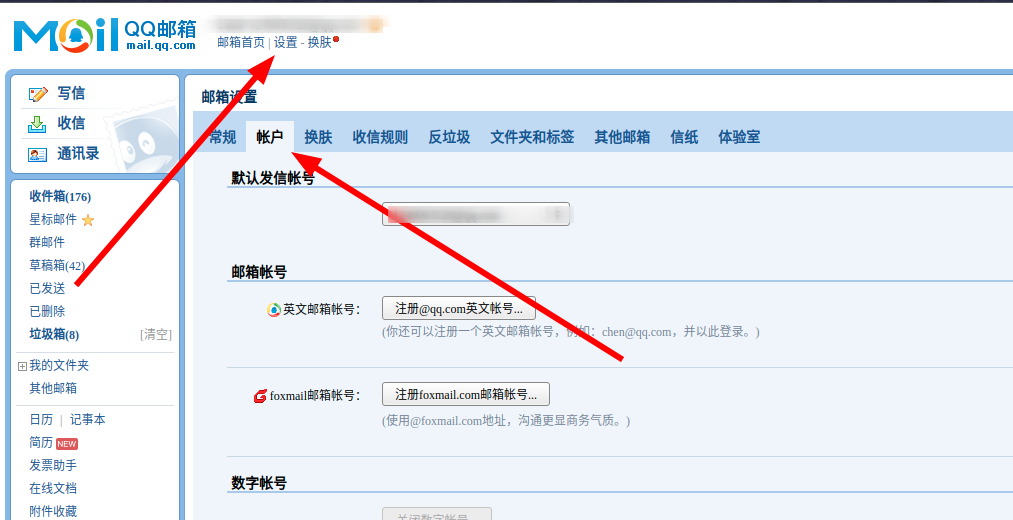 Mail QQ邮箱
mail.qq.com
邮箱首页 | 设置 - 换肤
写信
收信
通讯录
收件箱(176)
星标邮件
群邮件
草稿箱(42)
已发送
已删除
垃圾箱(8) [清空]
我的文件夹
其他邮箱
日历 | 记事本
简历 NEW
发票助手
在线文档
附件收藏
邮箱设置
常规 帐户 换肤 收信规则 反垃圾 文件夹和标签 其他邮箱 信纸 体验室
默认发信帐号
邮箱帐号
英文邮箱帐号： 注册@qq.com英文帐号...
(你还可以注册一个英文邮箱帐号，例如：chen@qq.com，并以此登录。)
foxmail邮箱帐号： 注册foxmail.com邮箱帐号...
(使用@foxmail.com地址，沟通更显商务气质。)
数字帐号
关闭数字帐号